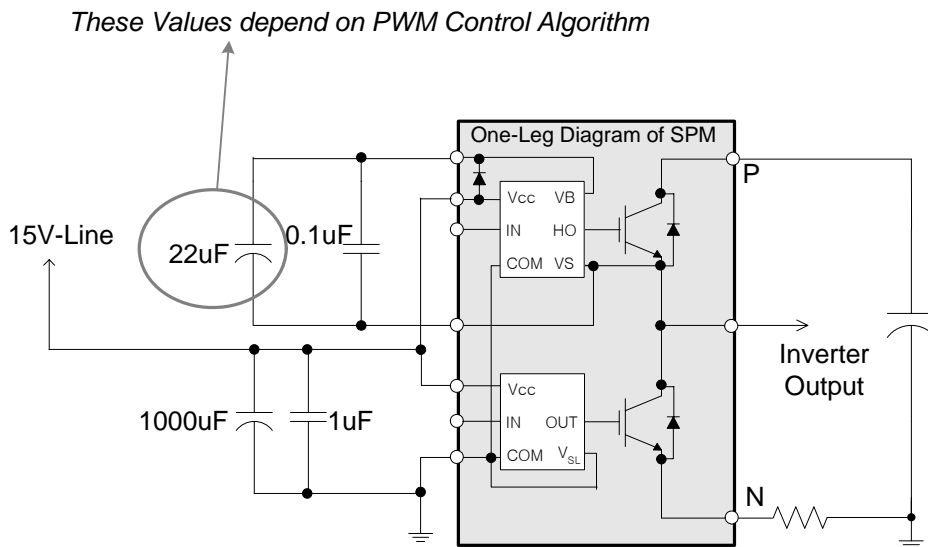 These Values depend on PWM Control Algorithm
One-Leg Diagram of SPM
P
Vcc VB
15V-Line
22uF
0.1uF
IN HO
COM VS
Inverter
Output
Vcc
1000uF
1uF
IN OUT
COM VSL
N